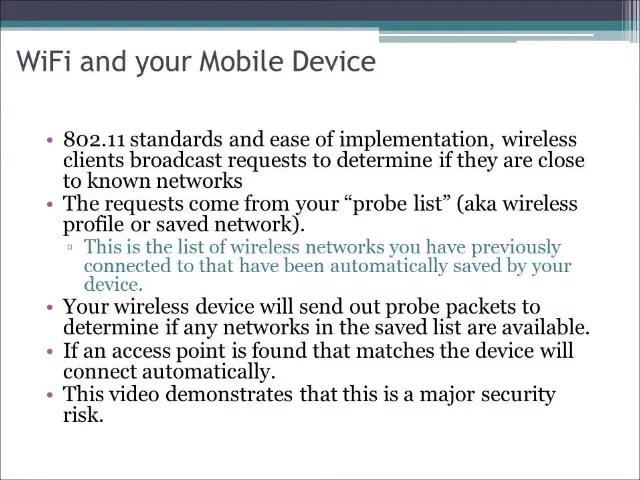 WiFi and your Mobile Device
• 802.11 standards and ease of implementation, wireless
clients broadcast requests to determine if they are close
to known networks
• The requests come from your “probe list” (aka wireless
profile or saved network).
▫ This is the list of wireless networks you have previously
connected to that have been automatically saved by your
device.
• Your wireless device will send out probe packets to
determine if any networks in the saved list are available.
• If an access point is found that matches the device will
connect automatically.
• This video demonstrates that this is a major security
risk.